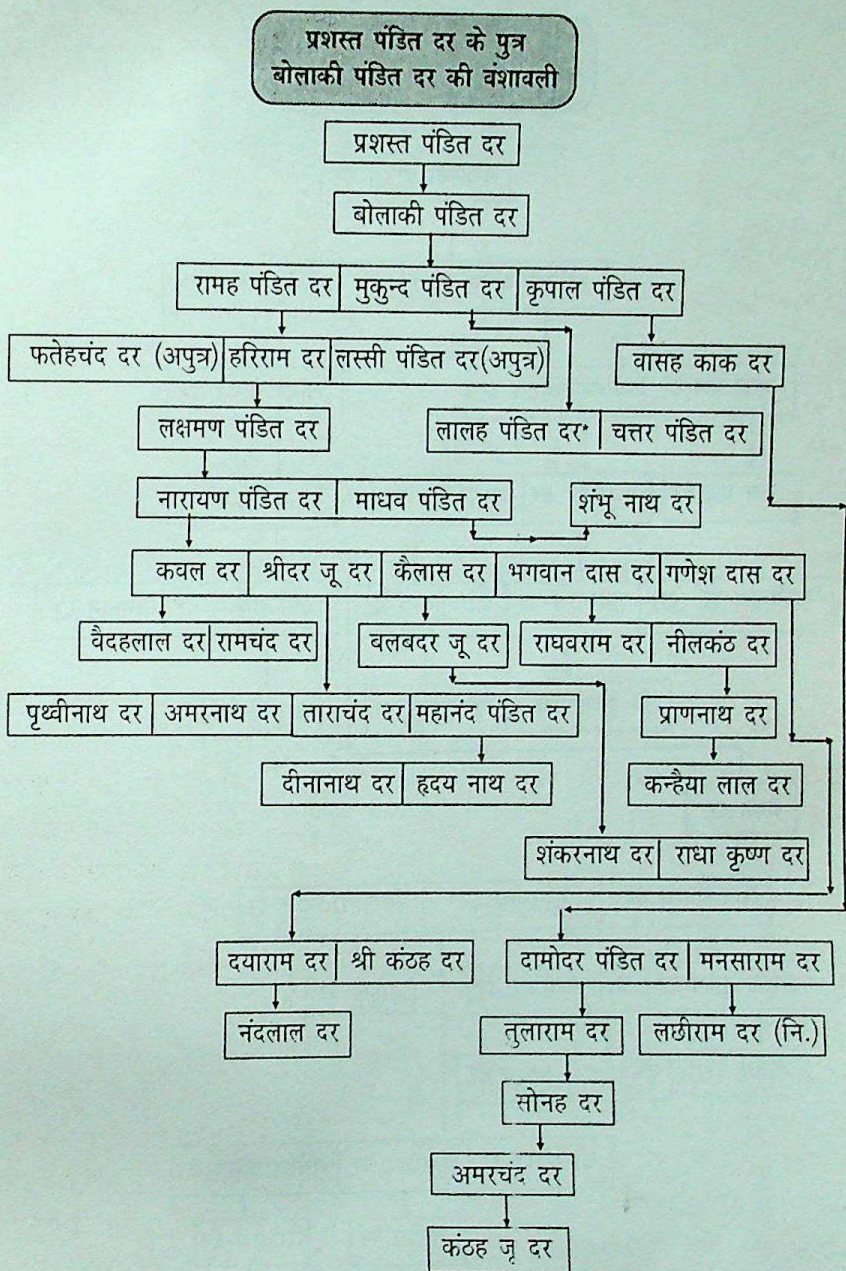 प्रशस्त पंडित दर के पुत्र
बोलाकी पंडित दर की वंशावली
प्रशस्त पंडित दर
बोलाकी पंडित दर
रामह पंडित दर मुकुन्द पंडित दर कृपाल पंडित दर
फतेहचंद दर (अपुत्र) हरिराम दर लस्सी पंडित दर(अपुत्र) वासह काक दर
लक्षमण पंडित दर लालह पंडित दर* चत्तर पंडित दर
नारायण पंडित दर माधव पंडित दर शंभू नाथ दर
कवल दर श्रीदर जू दर कैलास दर भगवान दास दर गणेश दास दर
वैदहलाल दर रामचंद दर बलबदर जू दर राघवराम दर नीलकंठ दर
पृथ्वीनाथ दर अमरनाथ दर ताराचंद दर महानंद पंडित दर प्राणनाथ दर
दीनानाथ दर हृदय नाथ दर कन्हैया लाल दर
शंकरनाथ दर राधा कृष्ण दर
दयाराम दर श्री कंठह दर दामोदर पंडित दर मनसाराम दर
नंदलाल दर तुलाराम दर लछीराम दर (नि.)
सोनह दर
अमरचंद दर
कंठह जू दर